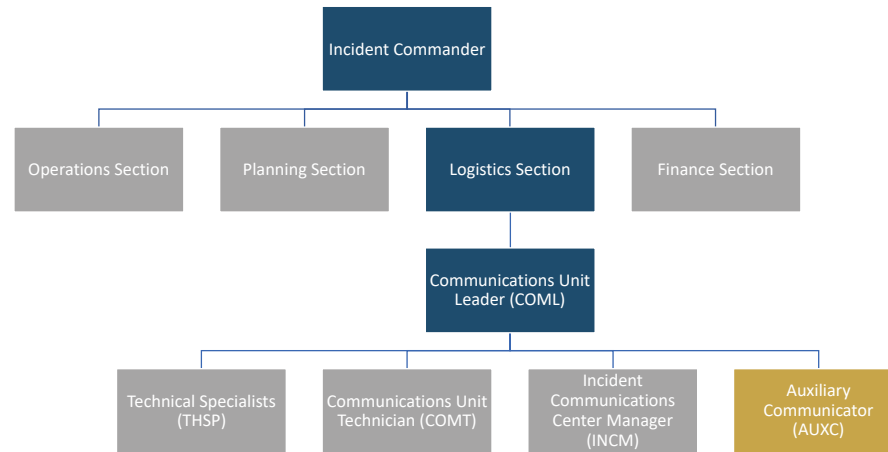 Incident Commander
Operations Section
Planning Section
Logistics Section
Finance Section
Communications Unit
Leader (COML)
Technical Specialists
(THSP)
Communications Unit
Technician (COMT)
Incident
Communications
Center Manager
(INCM)
Auxiliary
Communicator
(AUXC)